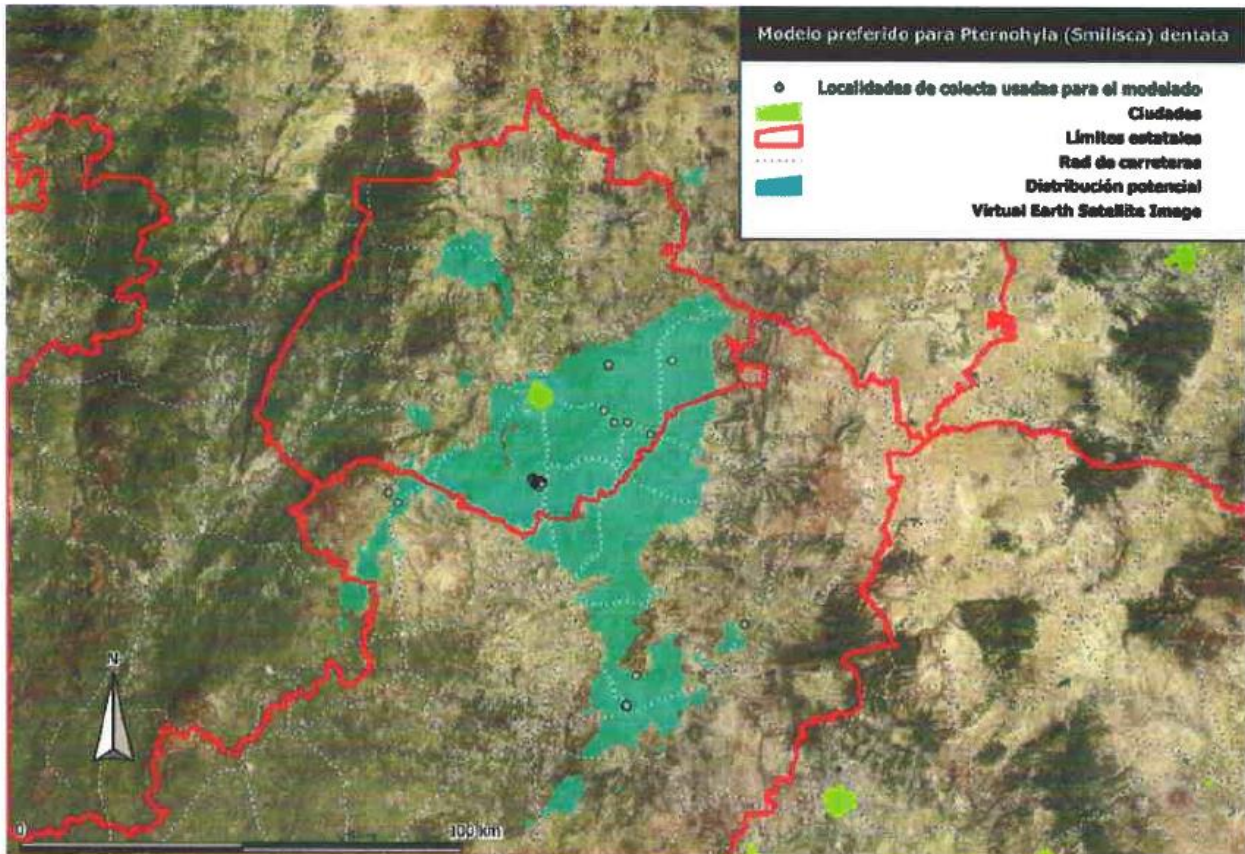 Modelo preferido para Pternohyla (Smilisca) dentata
Localidades de colecta usadas para el modelado
Ciudades
Límites estatales
Red de carreteras
Distribución potencial
Virtual Earth Satellite Image
N
0
100 km